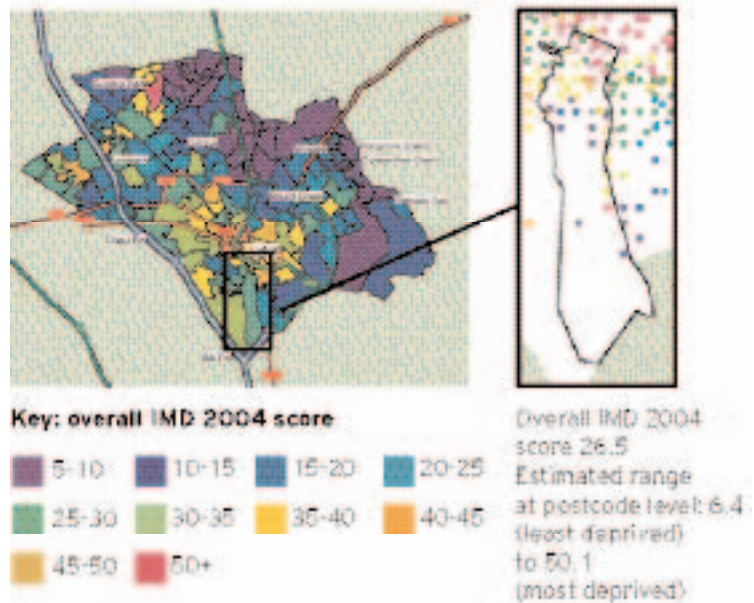 Key: overall IMD 2004 score
5-10
10-15
15-20
20-25
25-30
30-35
35-40
40-45
45-50
50+
Overall IMD 2004
score 26.5
Estimated range
at postcode level: 6.4
(least deprived)
to 50.1
(most deprived)